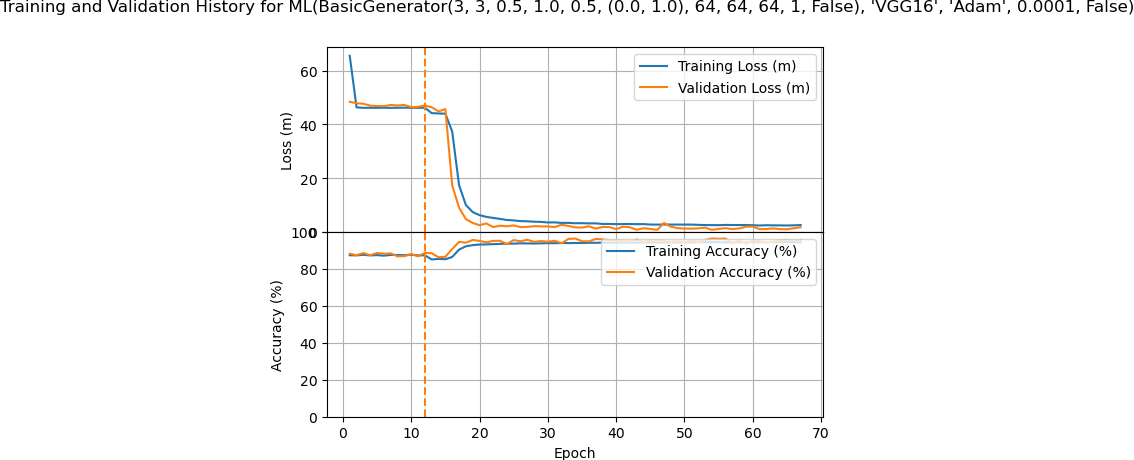 Training and Validation History for ML(BasicGenerator(3, 3, 0.5, 1.0, 0.5, (0.0, 1.0), 64, 64, 64, 1, False), 'VGG16', 'Adam', 0.0001, False)
Training Loss (m)
Validation Loss (m)
60
40
20
0
Loss (m)
Training Accuracy (%)
Validation Accuracy (%)
100
80
60
40
20
0
Accuracy (%)
0 10 20 30 40 50 60 70
Epoch